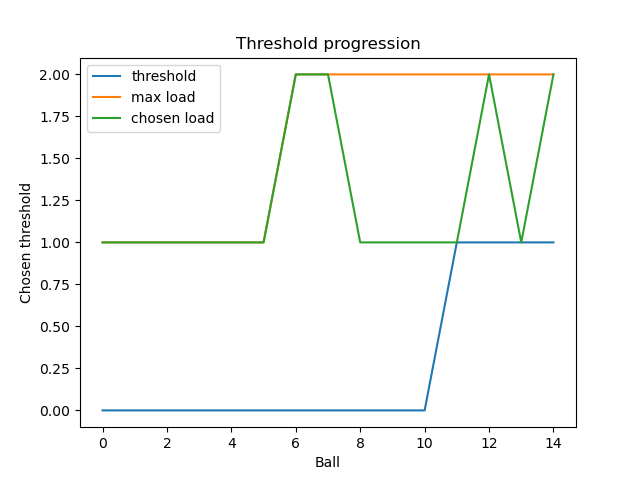 Threshold progression
threshold
max load
chosen load
Chosen threshold
2.00
1.75
1.50
1.25
1.00
0.75
0.50
0.25
0.00
0 2 4 6 8 10 12 14
Ball